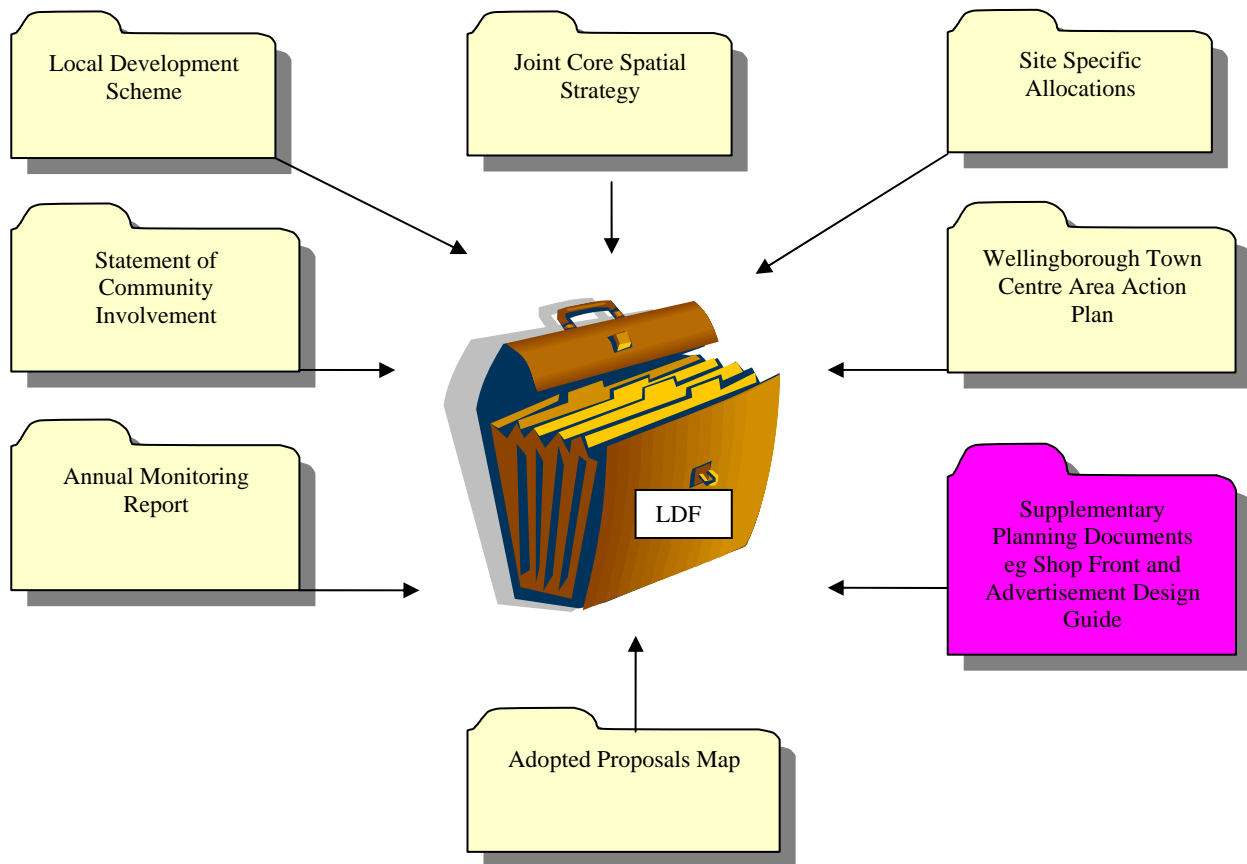 Local Development
Scheme
Joint Core Spatial
Strategy
Site Specific
Allocations
Statement of
Community
Involvement
Wellingborough Town
Centre Area Action
Plan
Annual Monitoring
Report
LDF
Supplementary
Planning Documents
eg Shop Front and
Advertisement Design
Guide
Adopted Proposals Map